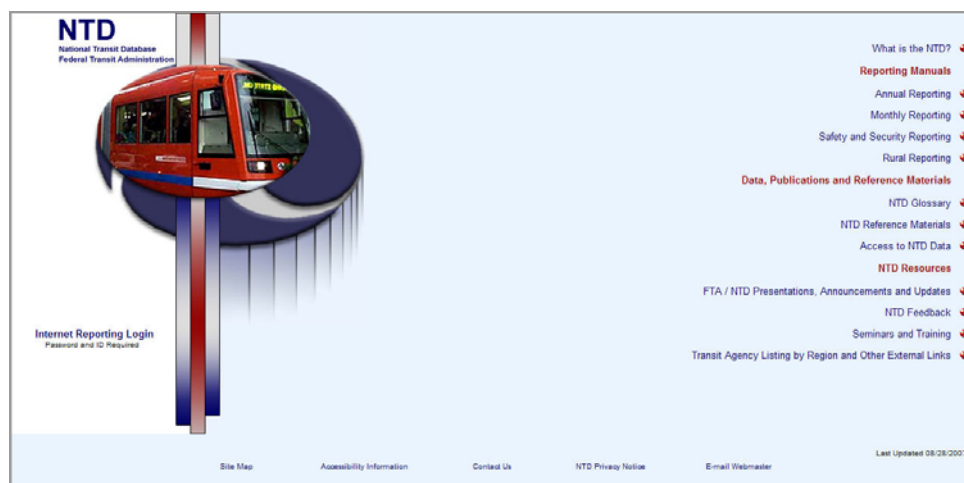 NTD
National Transit Database
Federal Transit Administration
What is the NTD?
Reporting Manuals
Annual Reporting
Monthly Reporting
Safety and Security Reporting
Rural Reporting
Data, Publications and Reference Materials
NTD Glossary
NTD Reference Materials
Access to NTD Data
NTD Resources
FTA / NTD Presentations, Announcements and Updates
NTD Feedback
Seminars and Training
Transit Agency Listing by Region and Other External Links
Internet Reporting Login
Password and ID Required
Last Updated 08/28/2007
Site Map
Accessibility Information
Contact Us
NTD Privacy Notice
E-mail Webmaster